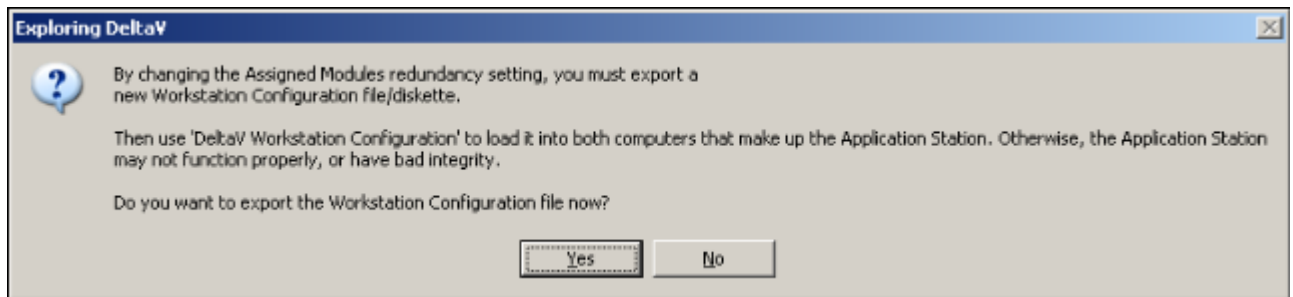 Exploring DeltaV
By changing the Assigned Modules redundancy setting, you must export a
new Workstation Configuration file/diskette.
Then use 'DeltaV Workstation Configuration' to load it into both computers that make up the Application Station. Otherwise, the Application Station
may not function properly, or have bad integrity.
Do you want to export the Workstation Configuration file now?
Yes
No